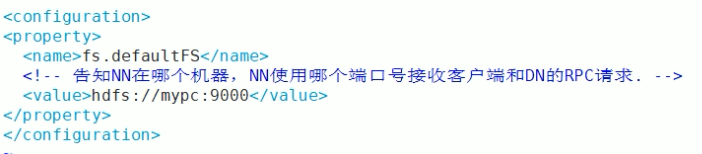 <configuration>
<property>
  <name>fs.defaultFS</name>
  <!-- 告知NN在哪个机器，NN使用哪个端口号接收客户端和DN的RPC请求. -->
  <value>hdfs://mypc:9000</value>
</property>
</configuration>